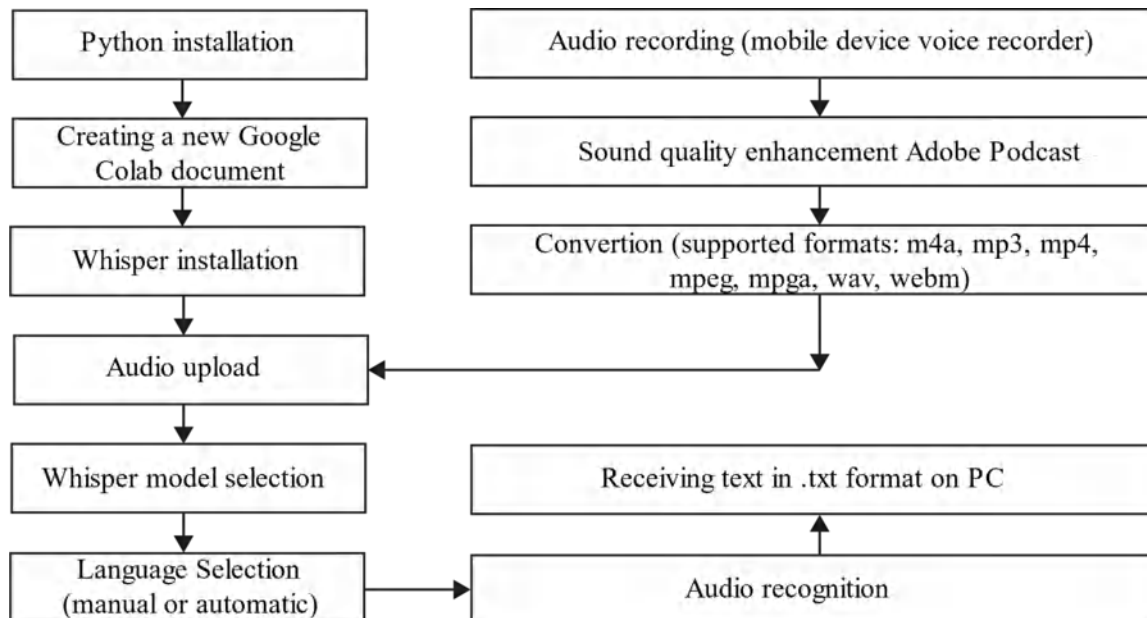 Python installation
Creating a new Google
Colab document
Whisper installation
Audio upload
Whisper model selection
Language Selection
(manual or automatic)
Audio recording (mobile device voice recorder)
Sound quality enhancement Adobe Podcast
Convertion (supported formats: m4a, mp3, mp4,
mpeg, mpga, wav, webm)
Receiving text in .txt format on PC
Audio recognition